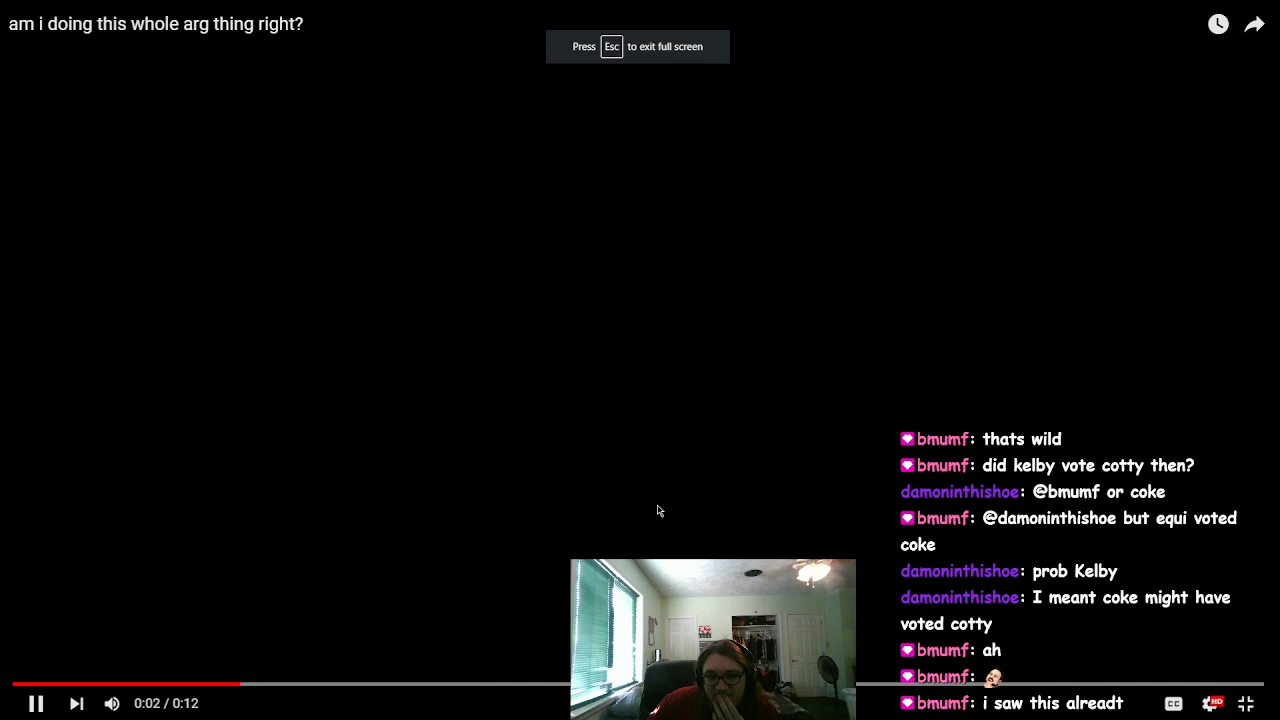 am i doing this whole arg thing right?
Press Esc to exit full screen
bmumf: thats wild
bmumf: did kelby vote cotty then?
damoninthishoe: @bmumf or coke
bmumf: @damoninthishoe but equi voted
coke
damoninthishoe: prob Kelby
damoninthishoe: I meant coke might have
voted cotty
bmumf: ah
bmumf:
bmumf: i saw this alreadt
0:02 / 0:12
CC
HD